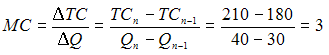 MC = ΔTC / ΔQ = (TCₙ − TCₙ₋₁) / (Qₙ − Qₙ₋₁) = (210 − 180) / (40 − 30) = 3